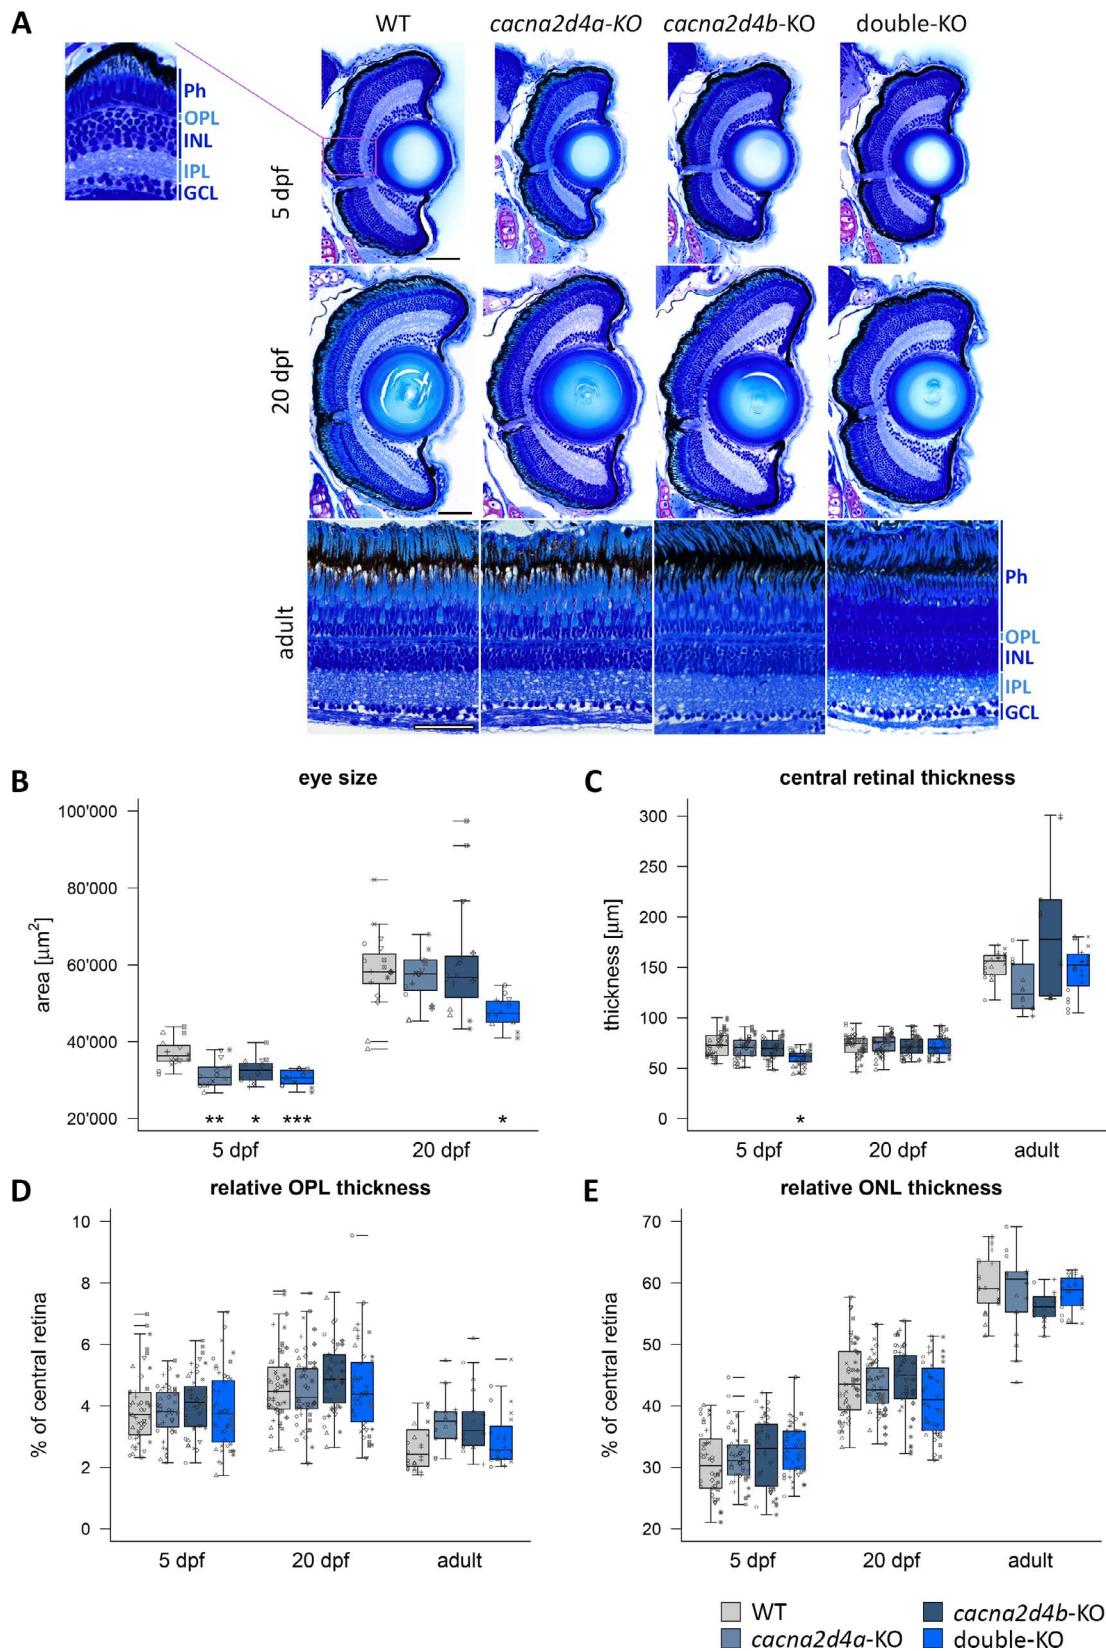 A
WT
cacna2d4a-KO
cacna2d4b-KO
double-KO
Ph
OPL
INL
IPL
GCL
5 dpf
20 dpf
adult
Ph
OPL
INL
IPL
GCL
B
eye size
area [µm²]
100'000
80'000
60'000
40'000
20'000
** * ***
*
5 dpf
20 dpf
C
central retinal thickness
thickness [µm]
300
250
200
150
100
50
0
*
5 dpf
20 dpf
adult
D
relative OPL thickness
% of central retina
10
8
6
4
2
0
5 dpf
20 dpf
adult
E
relative ONL thickness
% of central retina
70
60
50
40
30
20
5 dpf
20 dpf
adult
WT
cacna2d4a-KO
cacna2d4b-KO
double-KO